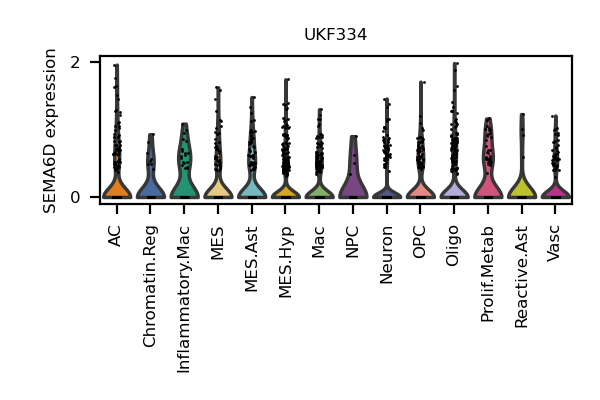 UKF334
SEMA6D expression
2
0
AC
Chromatin.Reg
Inflammatory.Mac
MES
MES.Ast
MES.Hyp
Mac
NPC
Neuron
OPC
Oligo
Prolif.Metab
Reactive.Ast
Vasc